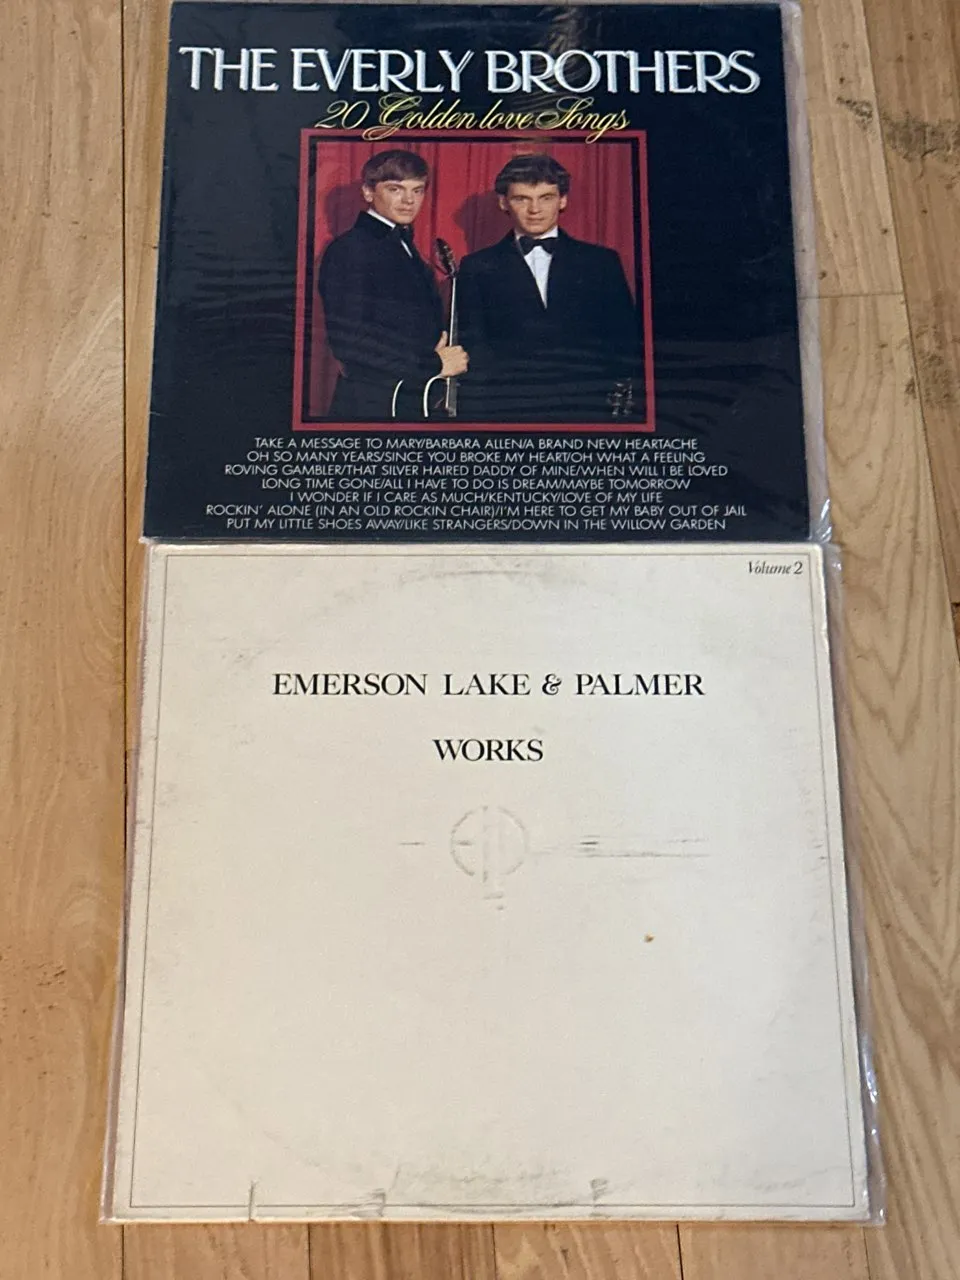 THE EVERLY BROTHERS
20 Golden love Songs
TAKE A MESSAGE TO MARY/BARBARA ALLEN/A BRAND NEW HEARTACHE
OH SO MANY YEARS/SINCE YOU BROKE MY HEART/OH WHAT A FEELING
ROVING GAMBLER/THAT SILVER HAIRED DADDY OF MINE/WHEN WILL I BE LOVED
LONG TIME GONE/ALL I HAVE TO DO IS DREAM/MAYBE TOMORROW
I WONDER IF I CARE AS MUCH/KENTUCKY/LOVE OF MY LIFE
ROCKIN' ALONE (IN AN OLD ROCKIN CHAIR)/I'M HERE TO GET MY BABY OUT OF JAIL
PUT MY LITTLE SHOES AWAY/LIKE STRANGERS/DOWN IN THE WILLOW GARDEN
Volume 2
EMERSON LAKE & PALMER
WORKS